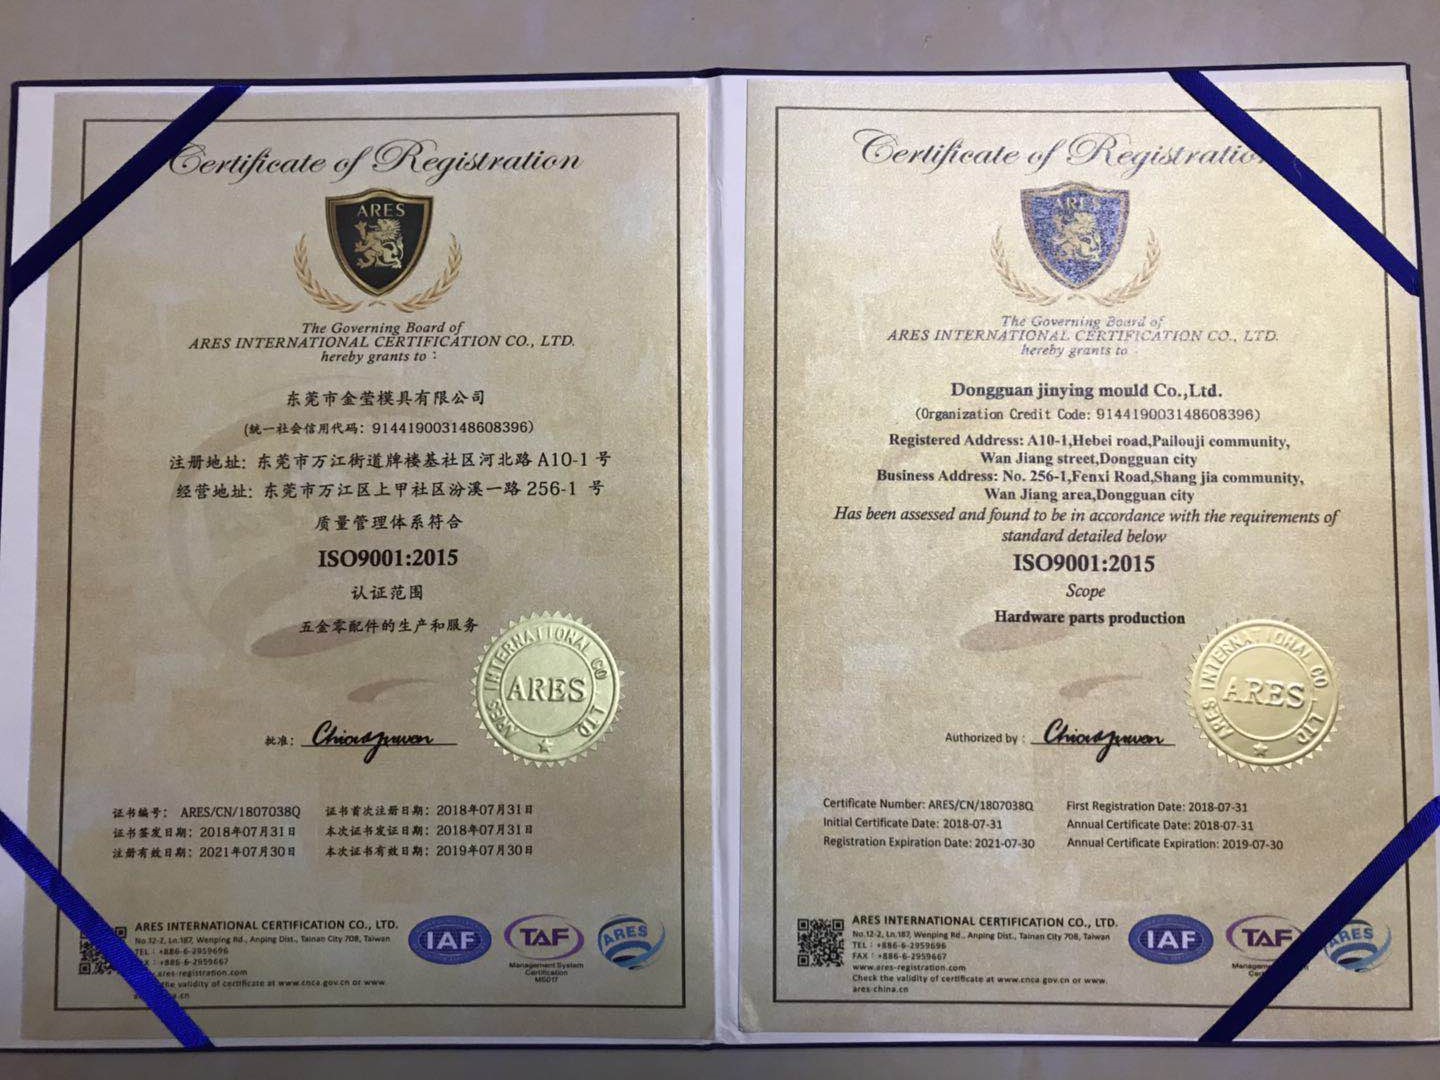 Certificate of Registration
ARES
The Governing Board of
ARES INTERNATIONAL CERTIFICATION CO., LTD.
hereby grants to :
东莞市金莹模具有限公司
(统一社会信用代码: 914419003148608396)
注册地址: 东莞市万江街道牌楼基社区河北路 A10-1 号
经营地址: 东莞市万江区上甲社区汾溪一路 256-1 号
质量管理体系符合
ISO9001:2015
认证范围
五金零配件的生产和服务
ARES INTERNATIONAL CO LTD
ARES
批准:
证书编号: ARES/CN/1807038Q 证书首次注册日期: 2018年07月31日
证书签发日期: 2018年07月31日 本次证书发证日期: 2018年07月31日
注册有效日期: 2021年07月30日 本次证书有效日期: 2019年07月30日
ARES INTERNATIONAL CERTIFICATION CO., LTD.
No.12-2, Ln.187, Wenping Rd., Anping Dist., Tainan City 708, Taiwan
TEL : +886-6-2959696
: +886-6-2959667
.ares-registration.com
the validity of certificate at www.cnca.gov.cn or www.
IAF
TAF
Management System
Certification
MS017
ARES
Certificate of Registration
ARES
The Governing Board of
ARES INTERNATIONAL CERTIFICATION CO., LTD.
hereby grants to :
Dongguan jinying mould Co.,Ltd.
(Organization Credit Code: 914419003148608396)
Registered Address: A10-1,Hebei road,Pailouji community,
Wan Jiang street,Dongguan city
Business Address: No. 256-1,Fenxi Road,Shang jia community,
Wan Jiang area,Dongguan city
Has been assessed and found to be in accordance with the requirements of
standard detailed below
ISO9001:2015
Scope
Hardware parts production
ARES INTERNATIONAL CO LTD
ARES
Authorized by :
Certificate Number: ARES/CN/1807038Q First Registration Date: 2018-07-31
Initial Certificate Date: 2018-07-31 Annual Certificate Date: 2018-07-31
Registration Expiration Date: 2021-07-30 Annual Certificate Expiration: 2019-07-30
ARES INTERNATIONAL CERTIFICATION CO., LTD.
No.12-2, Ln.187, Wenping Rd., Anping Dist., Tainan City 708, Taiwan
TEL : +886-6-2959696
FAX : +886-6-2959667
www.ares-registration.com
Check the validity of certificate at www.cnca.gov.cn or www.
ares-china.cn
IAF
TAF
ARES